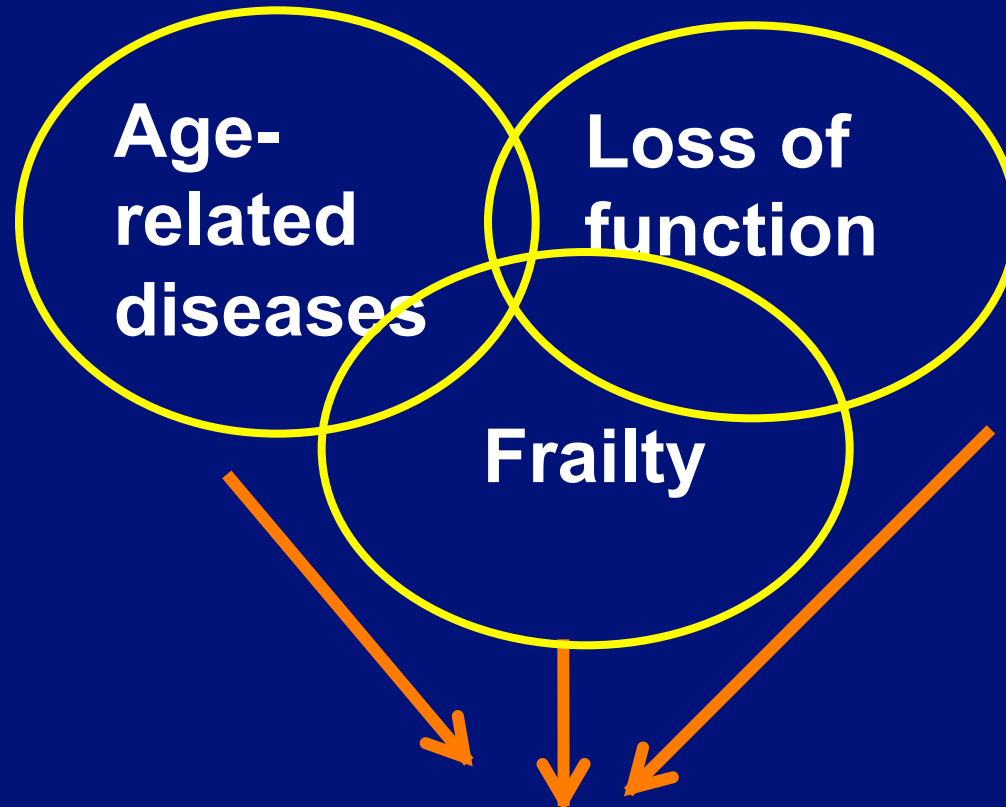 Age-
related
diseases
Loss of
function
Frailty